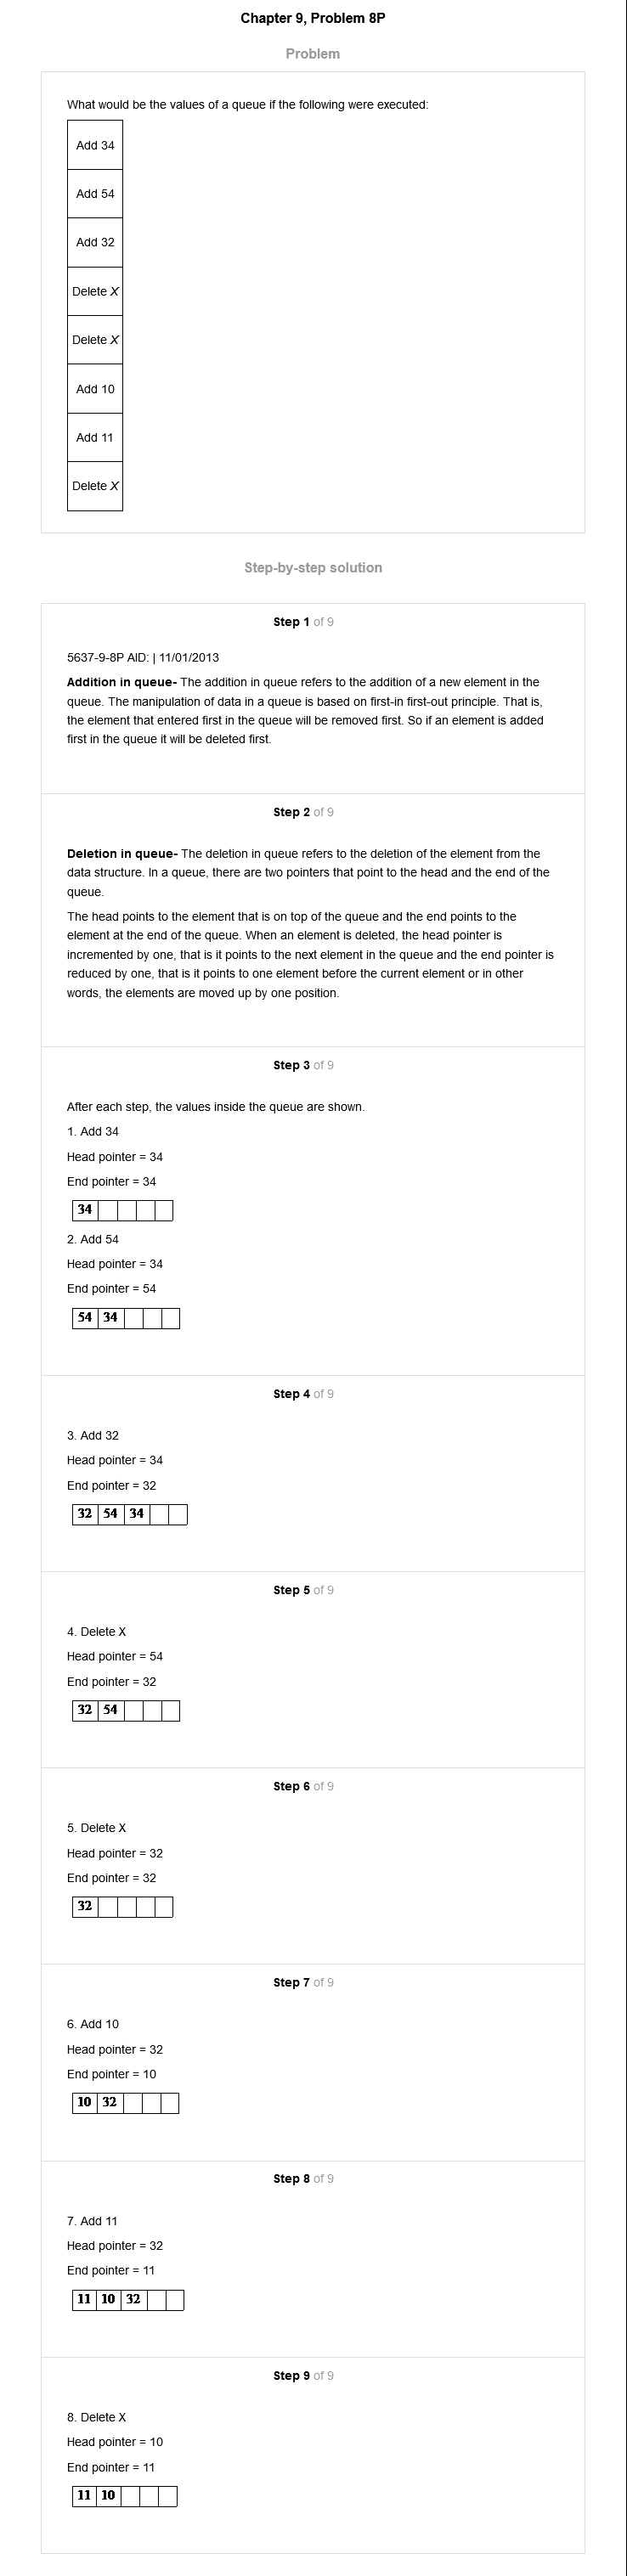 Chapter 9, Problem 8P
Problem
What would be the values of a queue if the following were executed:
Add 34
Add 54
Add 32
Delete X
Delete X
Add 10
Add 11
Delete X
Step-by-step solution
Step 1 of 9
5637-9-8P AID: | 11/01/2013
Addition in queue- The addition in queue refers to the addition of a new element in the
queue. The manipulation of data in a queue is based on first-in first-out principle. That is,
the element that entered first in the queue will be removed first. So if an element is added
first in the queue it will be deleted first.
Step 2 of 9
Deletion in queue- The deletion in queue refers to the deletion of the element from the
data structure. In a queue, there are two pointers that point to the head and the end of the
queue.
The head points to the element that is on top of the queue and the end points to the
element at the end of the queue. When an element is deleted, the head pointer is
incremented by one, that is it points to the next element in the queue and the end pointer is
reduced by one, that is it points to one element before the current element or in other
words, the elements are moved up by one position.
Step 3 of 9
After each step, the values inside the queue are shown.
1. Add 34
Head pointer = 34
End pointer = 34
34
2. Add 54
Head pointer = 34
End pointer = 54
54 34
Step 4 of 9
3. Add 32
Head pointer = 34
End pointer = 32
32 54 34
Step 5 of 9
4. Delete X
Head pointer = 54
End pointer = 32
32 54
Step 6 of 9
5. Delete X
Head pointer = 32
End pointer = 32
32
Step 7 of 9
6. Add 10
Head pointer = 32
End pointer = 10
10 32
Step 8 of 9
7. Add 11
Head pointer = 32
End pointer = 11
11 10 32
Step 9 of 9
8. Delete X
Head pointer = 10
End pointer = 11
11 10